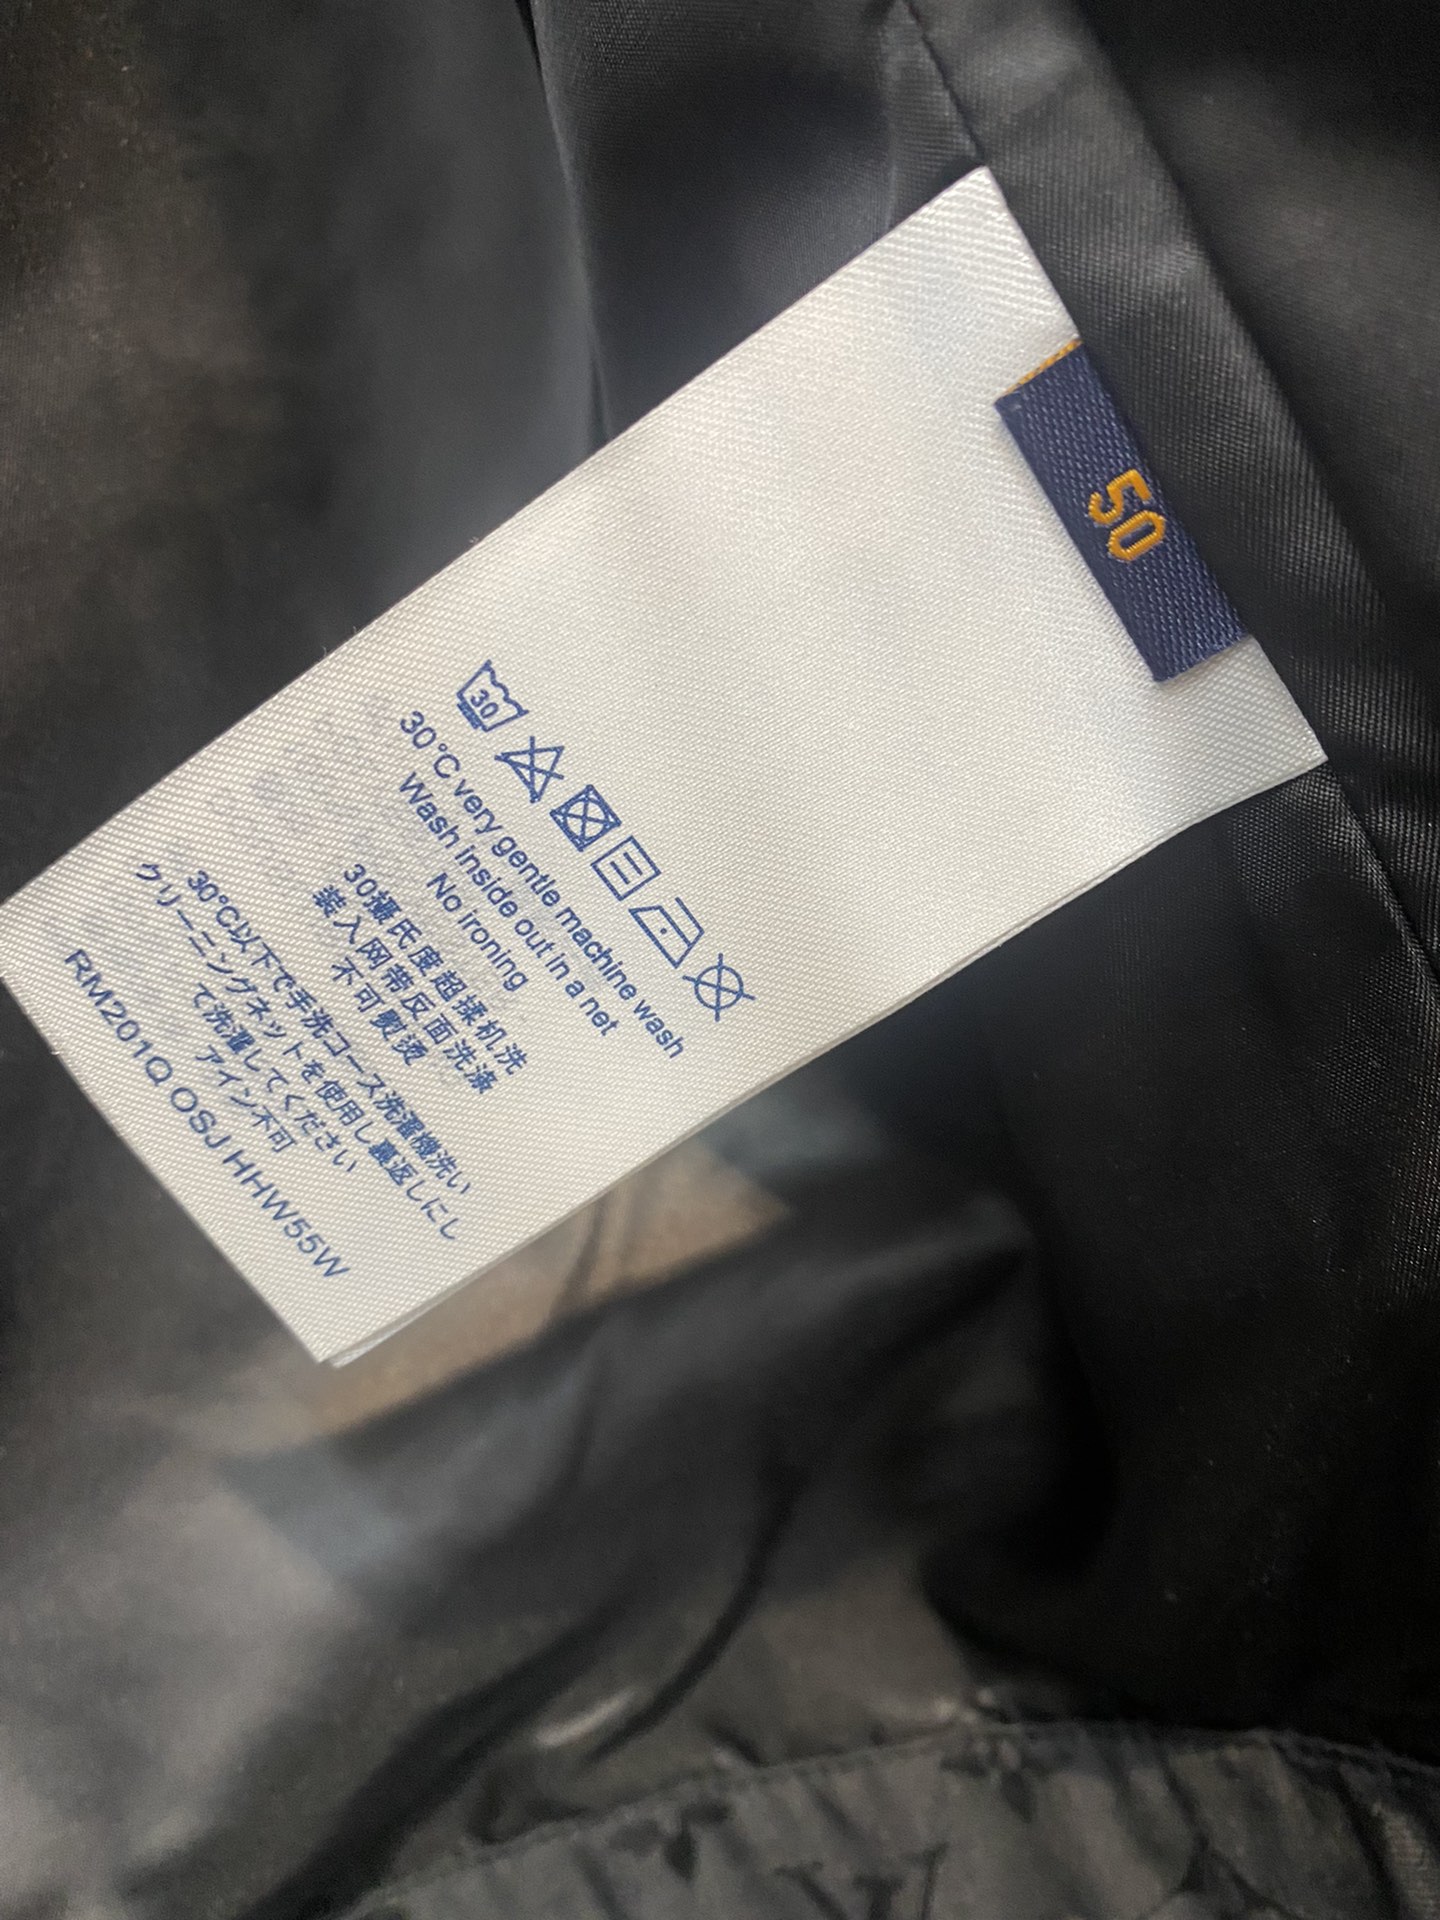 50
30
30°C very gentle machine wash
Wash inside out in a net
No ironing
30攝氏度超揉机洗
装入网带反面洗涤
不可熨烫
30°C以下で手洗コース洗濯機洗い
クリーニングネットを使用し裏返しにし
て洗濯してください
アイン不可
RM201Q OSJ HHW55W